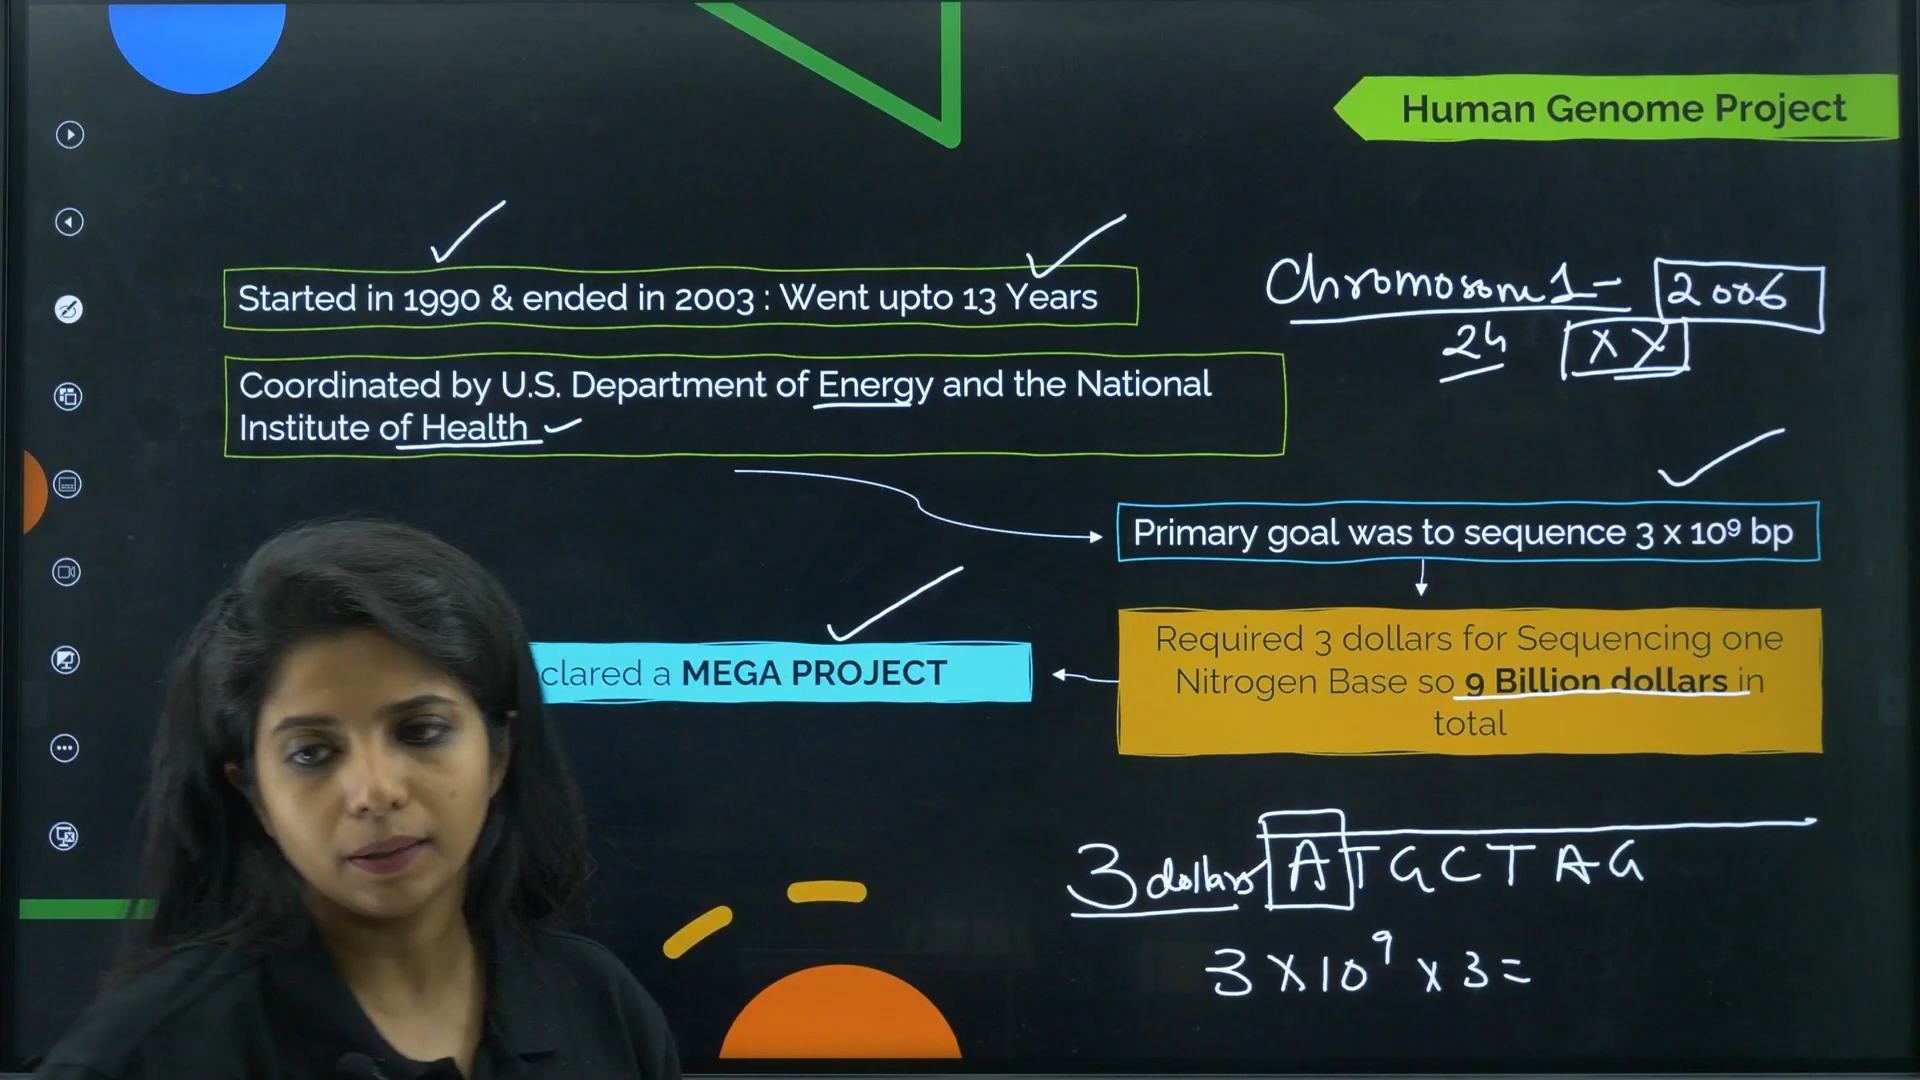 Human Genome Project
Started in 1990 & ended in 2003 : Went upto 13 Years
Chromosome 1 - 2006
24 X Y
Coordinated by U.S. Department of Energy and the National
Institute of Health
Primary goal was to sequence 3 x 10⁹ bp
Required 3 dollars for Sequencing one
Nitrogen Base so 9 Billion dollars in
total
clared a MEGA PROJECT
3 dollars A T G C T A G
3 X 10⁹ x 3 =